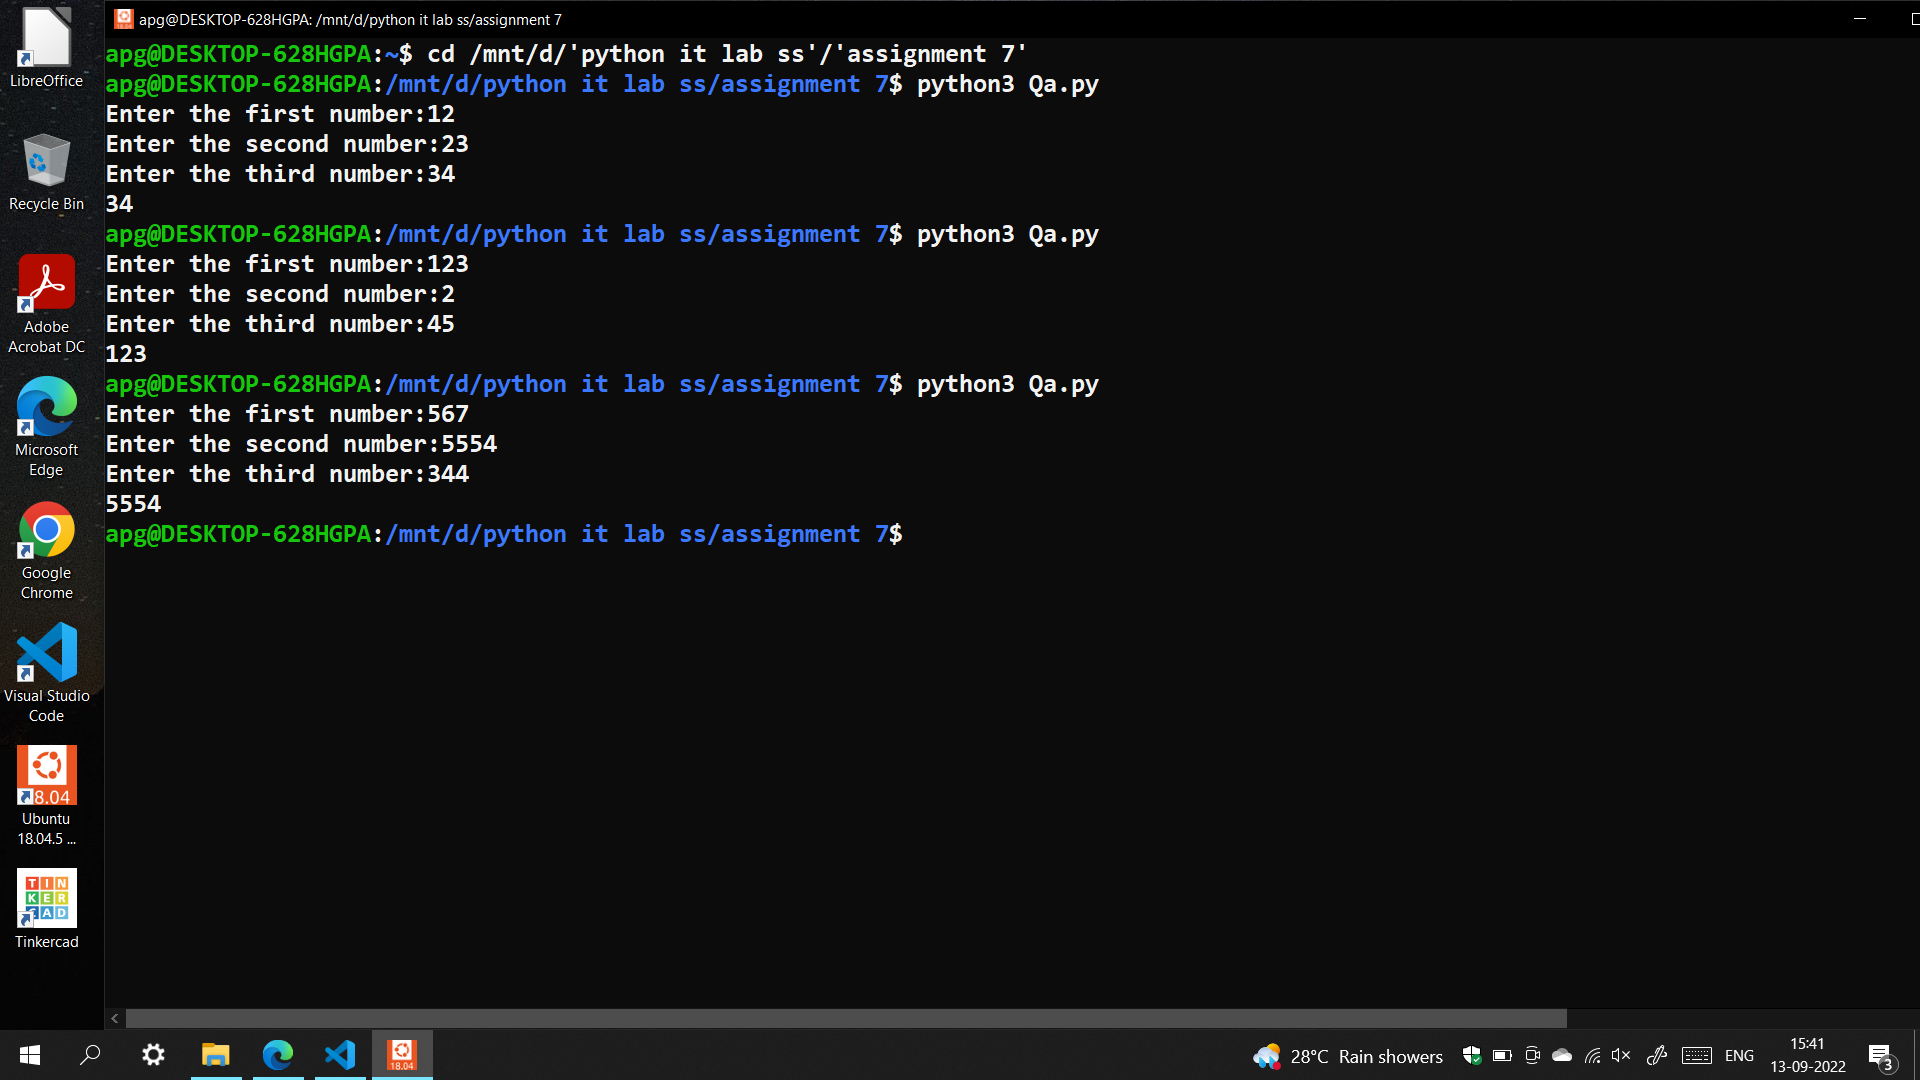 apg@DESKTOP-628HGPA: /mnt/d/python it lab ss/assignment 7
apg@DESKTOP-628HGPA:~$ cd /mnt/d/'python it lab ss'/'assignment 7'
apg@DESKTOP-628HGPA:/mnt/d/python it lab ss/assignment 7$ python3 Qa.py
Enter the first number:12
Enter the second number:23
Enter the third number:34
34
apg@DESKTOP-628HGPA:/mnt/d/python it lab ss/assignment 7$ python3 Qa.py
Enter the first number:123
Enter the second number:2
Enter the third number:45
123
apg@DESKTOP-628HGPA:/mnt/d/python it lab ss/assignment 7$ python3 Qa.py
Enter the first number:567
Enter the second number:5554
Enter the third number:344
5554
apg@DESKTOP-628HGPA:/mnt/d/python it lab ss/assignment 7$
LibreOffice
Recycle Bin
Adobe
Acrobat DC
Microsoft
Edge
Google
Chrome
Visual Studio
Code
18.04
Ubuntu
18.04.5 ...
TIN
KER
CAD
Tinkercad
18.04
28°C Rain showers
ENG
15:41
13-09-2022
3